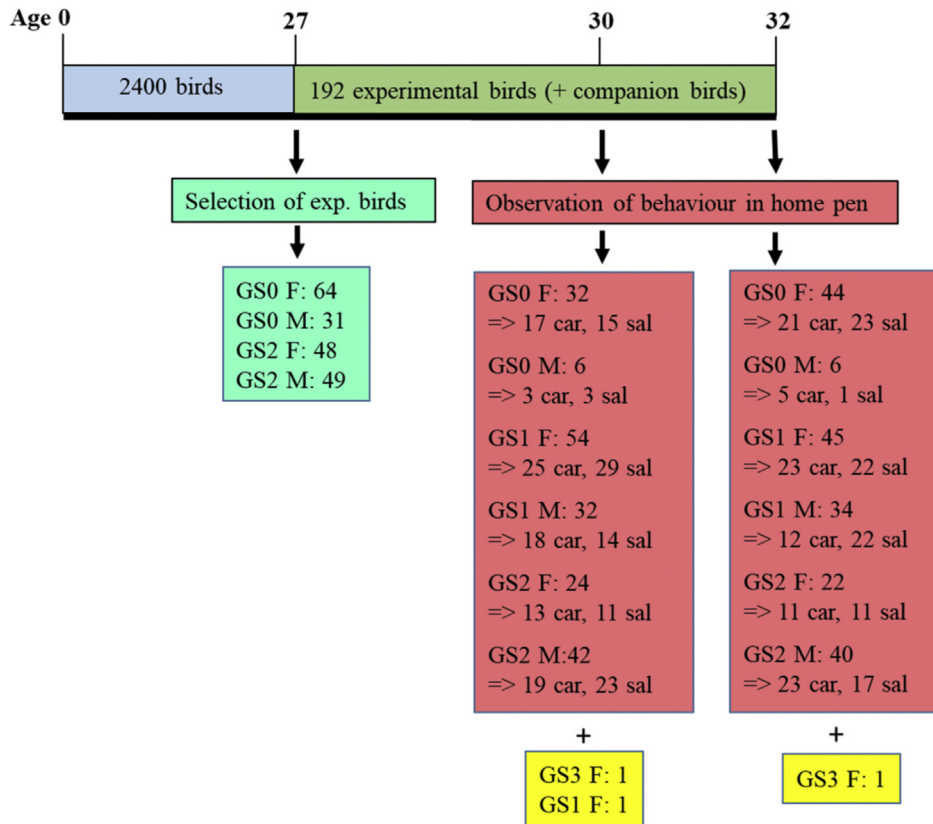 Age 0 27 30 32
2400 birds 192 experimental birds (+ companion birds)
Selection of exp. birds
Observation of behaviour in home pen
GS0 F: 64
GS0 M: 31
GS2 F: 48
GS2 M: 49
GS0 F: 32
=> 17 car, 15 sal
GS0 M: 6
=> 3 car, 3 sal
GS1 F: 54
=> 25 car, 29 sal
GS1 M: 32
=> 18 car, 14 sal
GS2 F: 24
=> 13 car, 11 sal
GS2 M:42
=> 19 car, 23 sal
+
GS3 F: 1
GS1 F: 1
GS0 F: 44
=> 21 car, 23 sal
GS0 M: 6
=> 5 car, 1 sal
GS1 F: 45
=> 23 car, 22 sal
GS1 M: 34
=> 12 car, 22 sal
GS2 F: 22
=> 11 car, 11 sal
GS2 M: 40
=> 23 car, 17 sal
+
GS3 F: 1